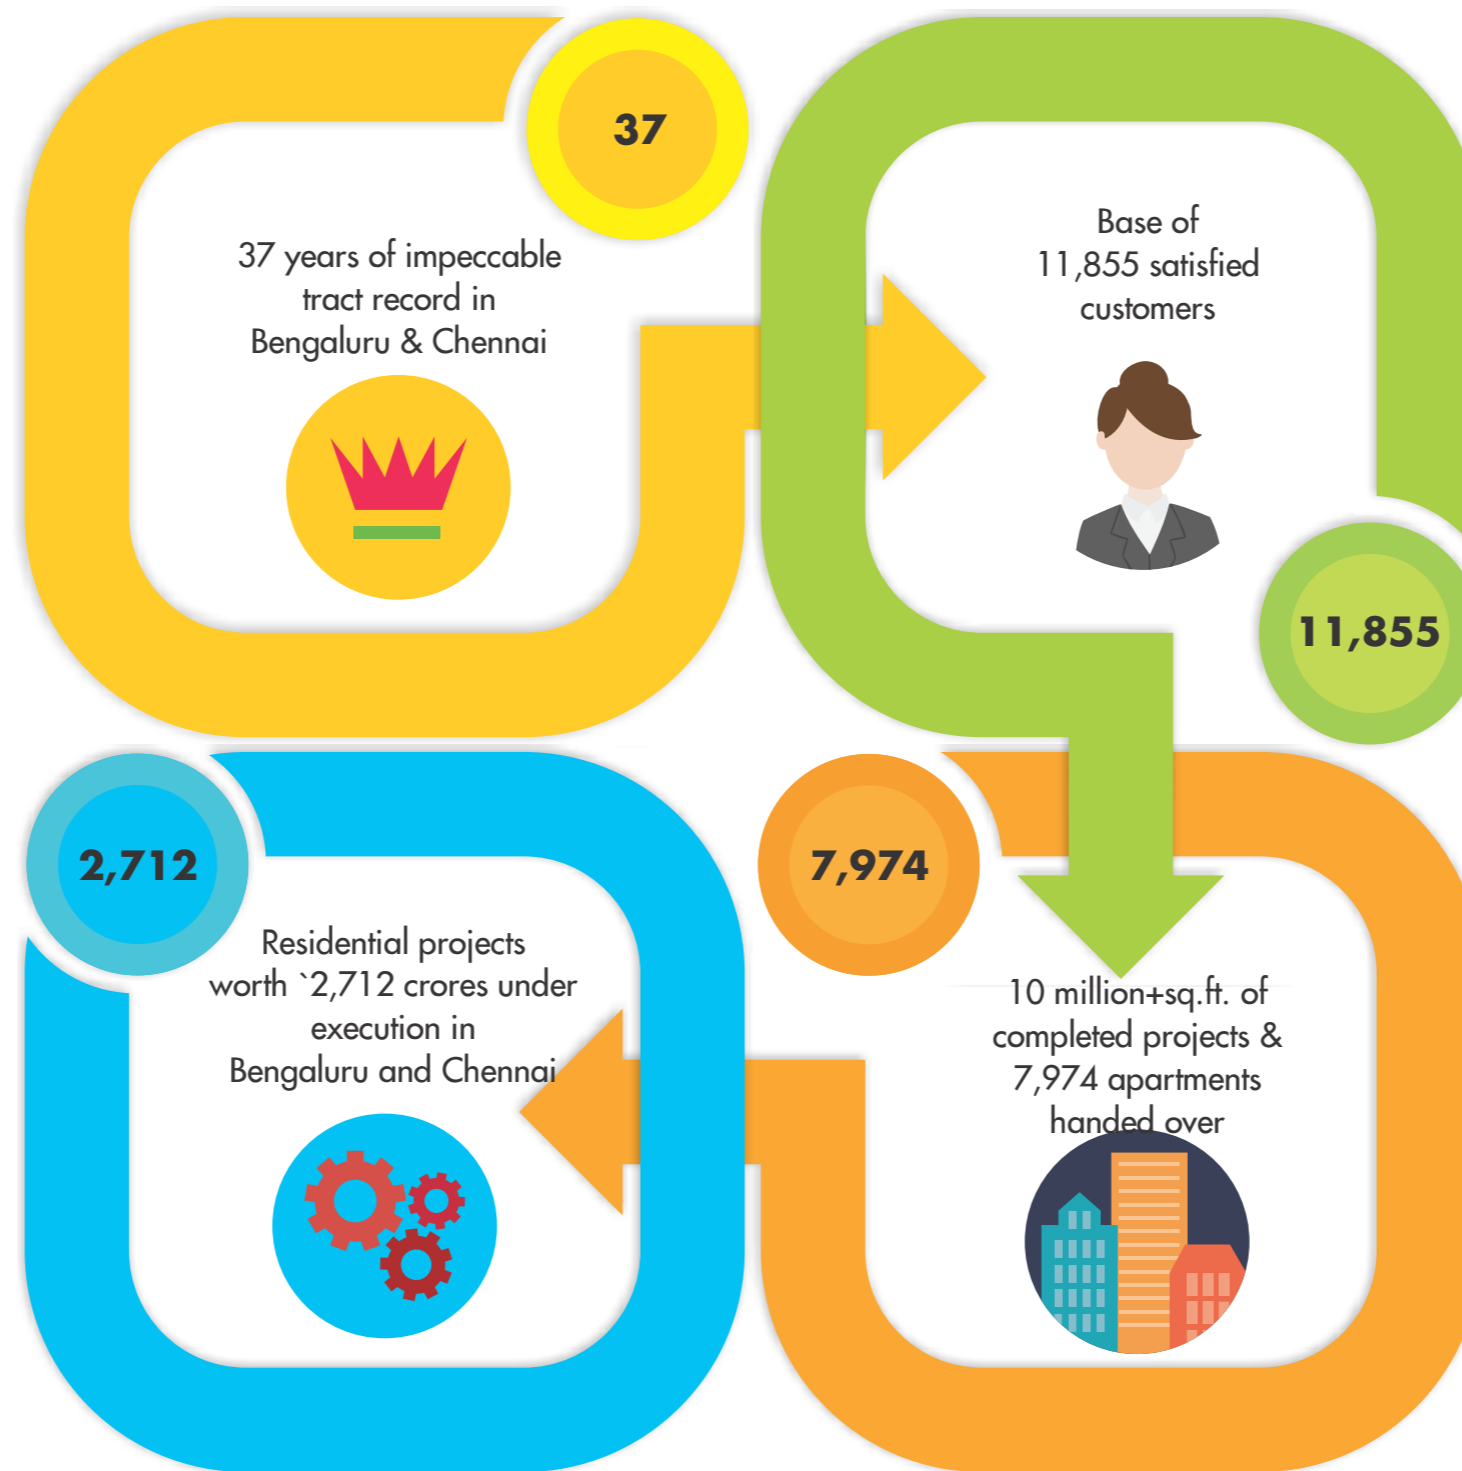 37
37 years of impeccable
tract record in
Bengaluru & Chennai
Base of
11,855 satisfied
customers
11,855
7,974
10 million+sq.ft. of
completed projects &
7,974 apartments
handed over
2,712
Residential projects
worth `2,712 crores under
execution in
Bengaluru and Chennai